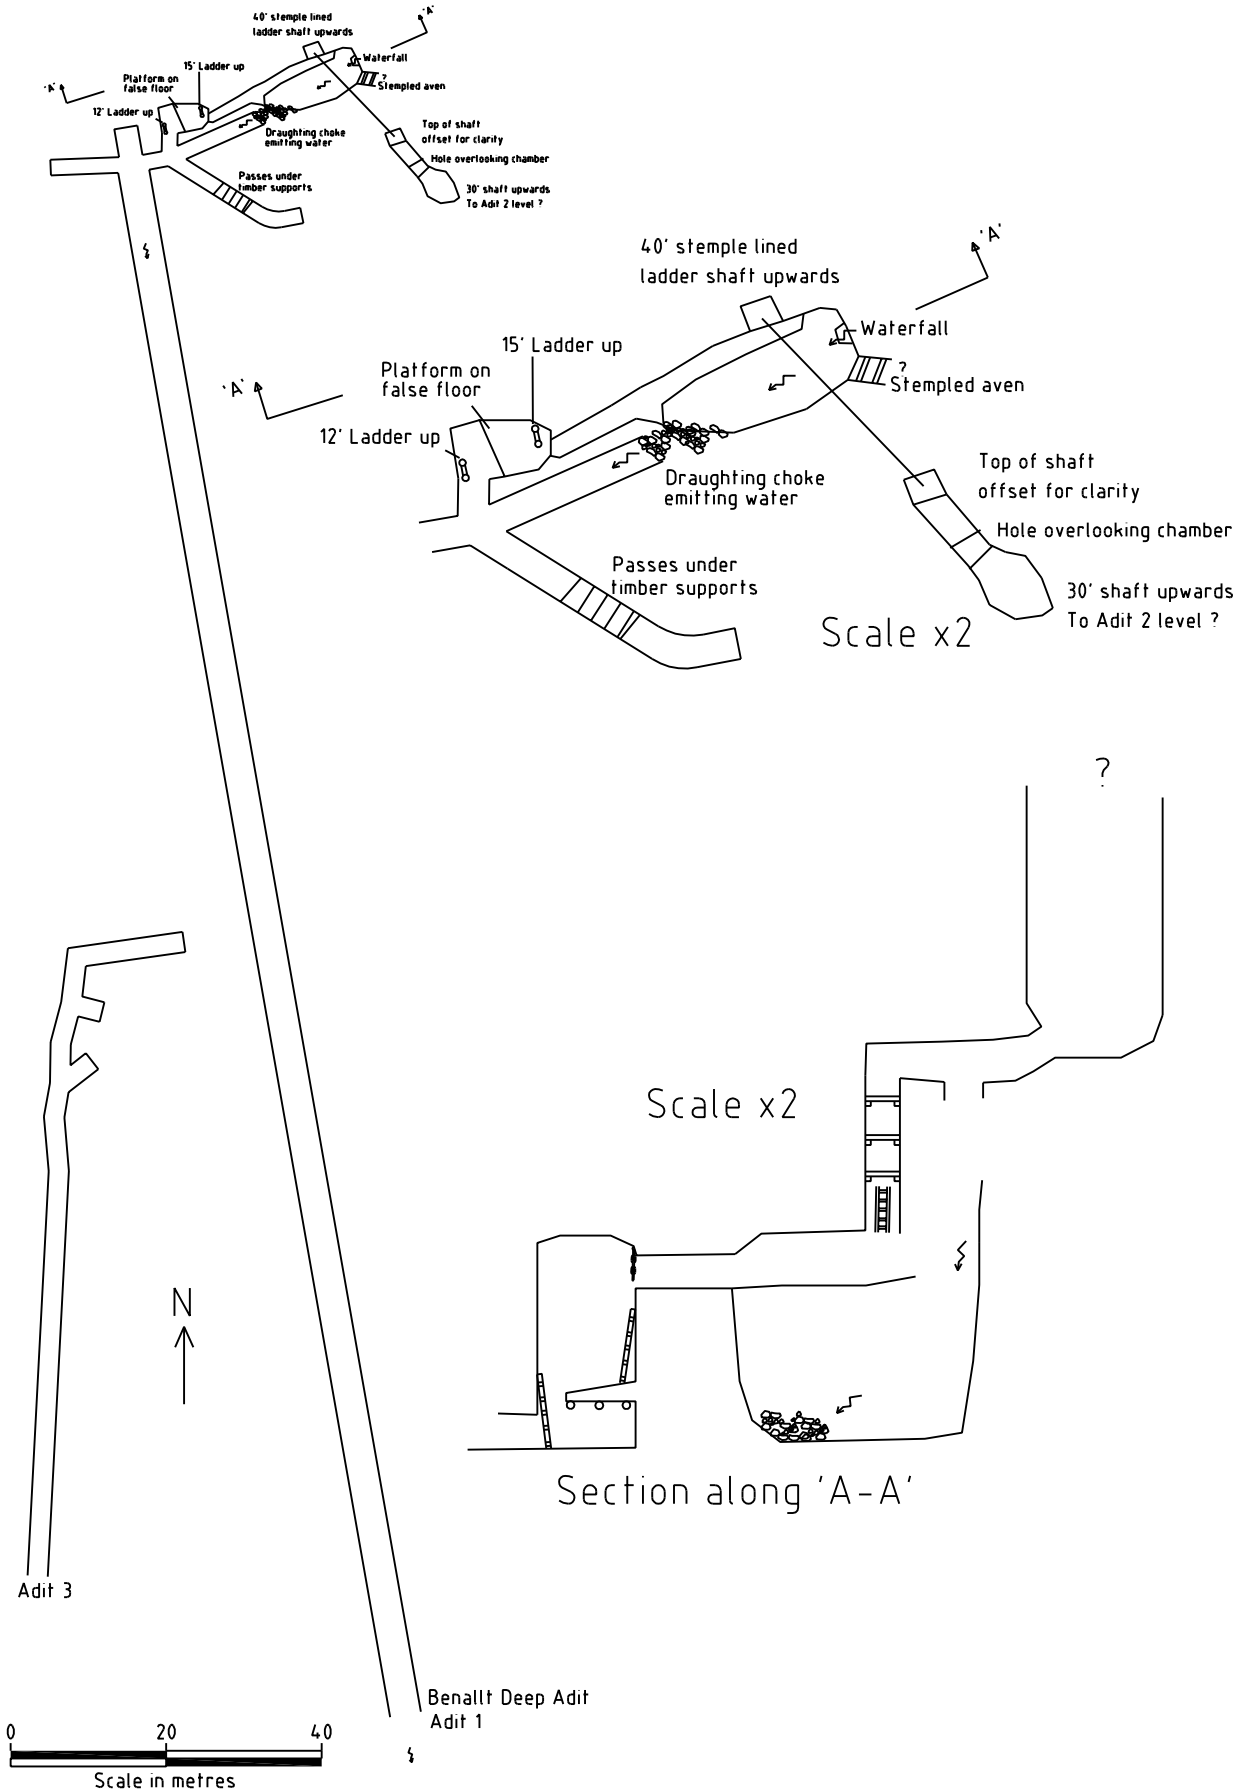 40' stemple lined
ladder shaft upwards
'A'
Waterfall
?
Stempled aven
15' Ladder up
Platform on
false floor
'A'
12' Ladder up
Draughting choke
emitting water
Top of shaft
offset for clarity
Hole overlooking chamber
30' shaft upwards
To Adit 2 level ?
Passes under
timber supports
40' stemple lined
ladder shaft upwards
'A'
Waterfall
?
Stempled aven
15' Ladder up
Platform on
false floor
'A'
12' Ladder up
Draughting choke
emitting water
Top of shaft
offset for clarity
Hole overlooking chamber
30' shaft upwards
To Adit 2 level ?
Passes under
timber supports
Scale x2
?
Scale x2
N
Section along 'A-A'
Adit 3
Benallt Deep Adit
Adit 1
0 20 40
Scale in metres